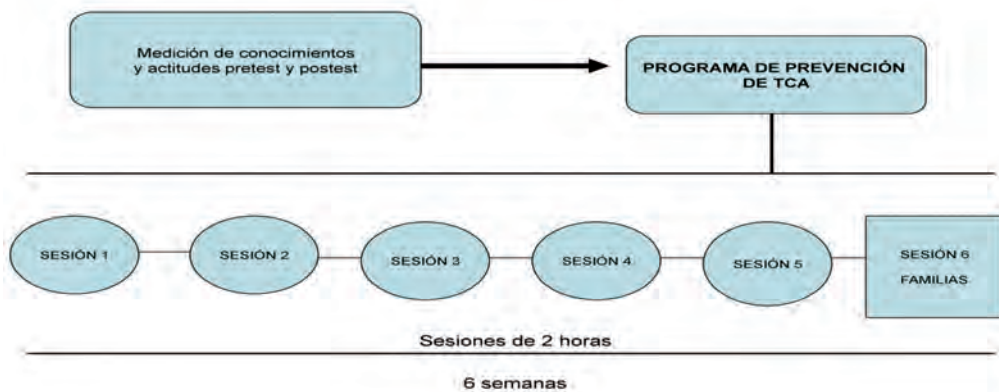 Medición de conocimientos
y actitudes pretest y postest
PROGRAMA DE PREVENCIÓN
DE TCA
SESIÓN 1
SESIÓN 2
SESIÓN 3
SESIÓN 4
SESIÓN 5
SESIÓN 6
FAMILIAS
Sesiones de 2 horas
6 semanas